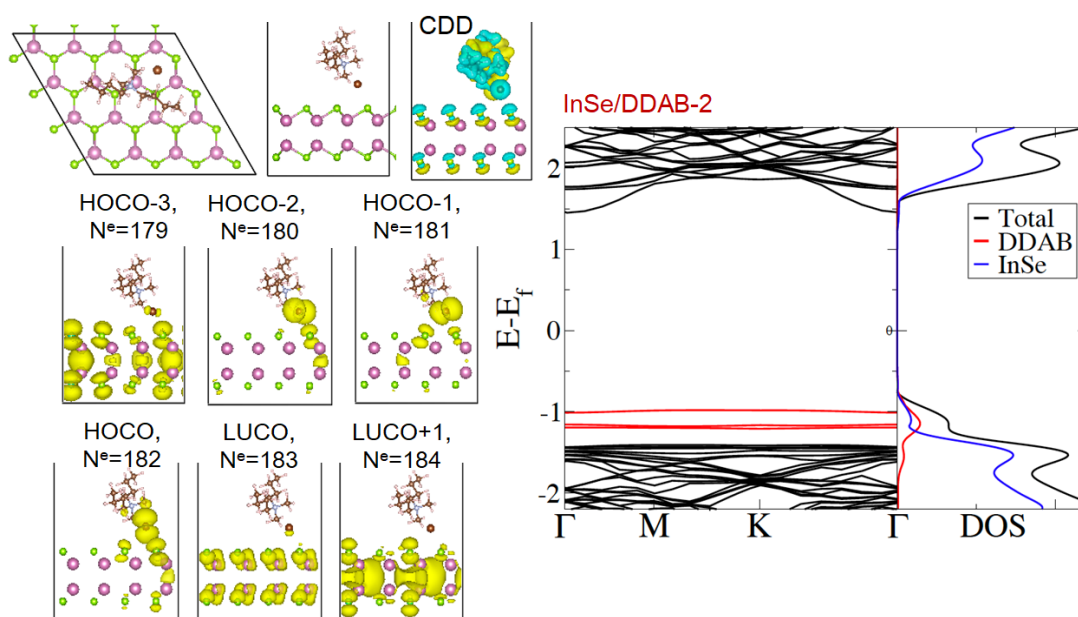 CDD
HOCO-3,
Nᵉ=179
HOCO-2,
Nᵉ=180
HOCO-1,
Nᵉ=181
HOCO,
Nᵉ=182
LUCO,
Nᵉ=183
LUCO+1,
Nᵉ=184
InSe/DDAB-2
E-E_f
2
1
0
-1
-2
Γ M K Γ DOS
0
Total
DDAB
InSe